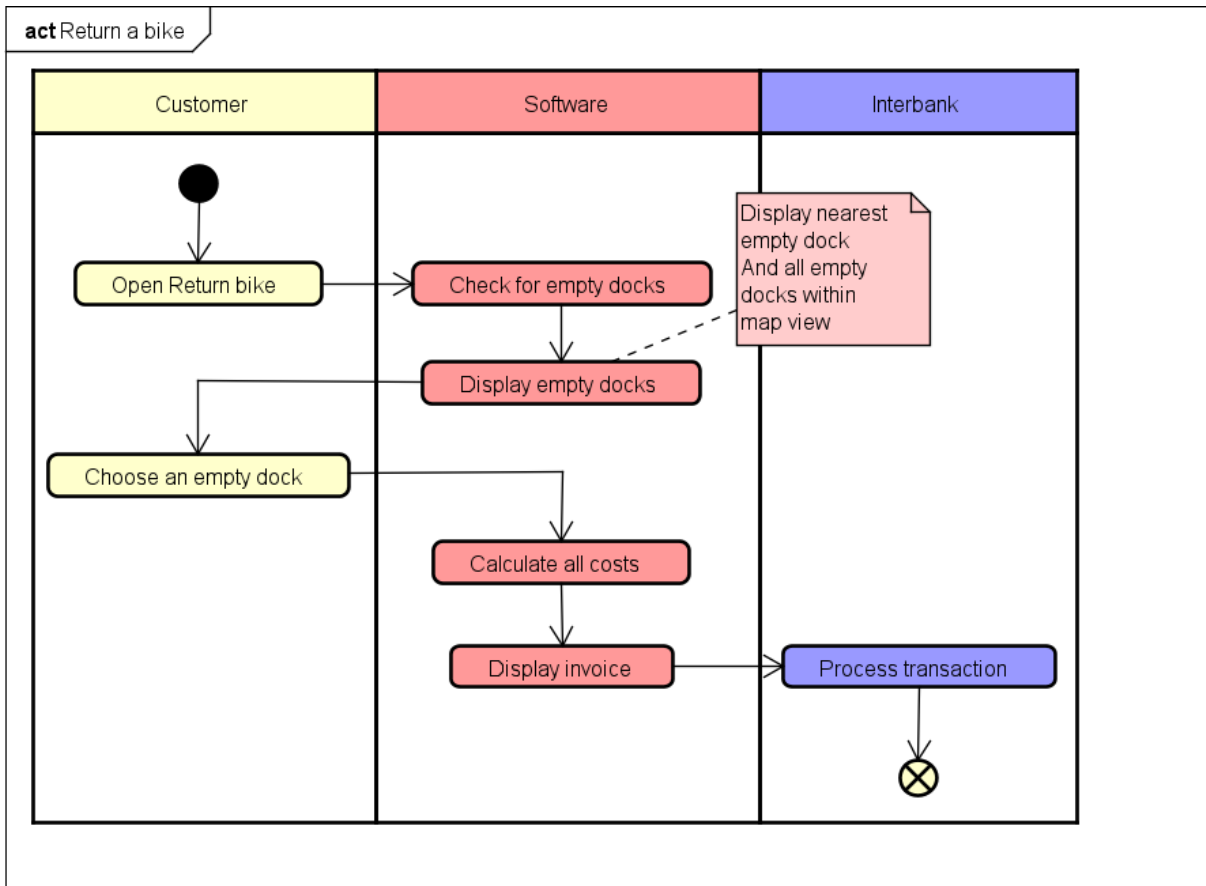 act Return a bike
Customer
Software
Interbank
Display nearest
empty dock
And all empty
docks within
map view
Open Return bike
Check for empty docks
Display empty docks
Choose an empty dock
Calculate all costs
Display invoice
Process transaction